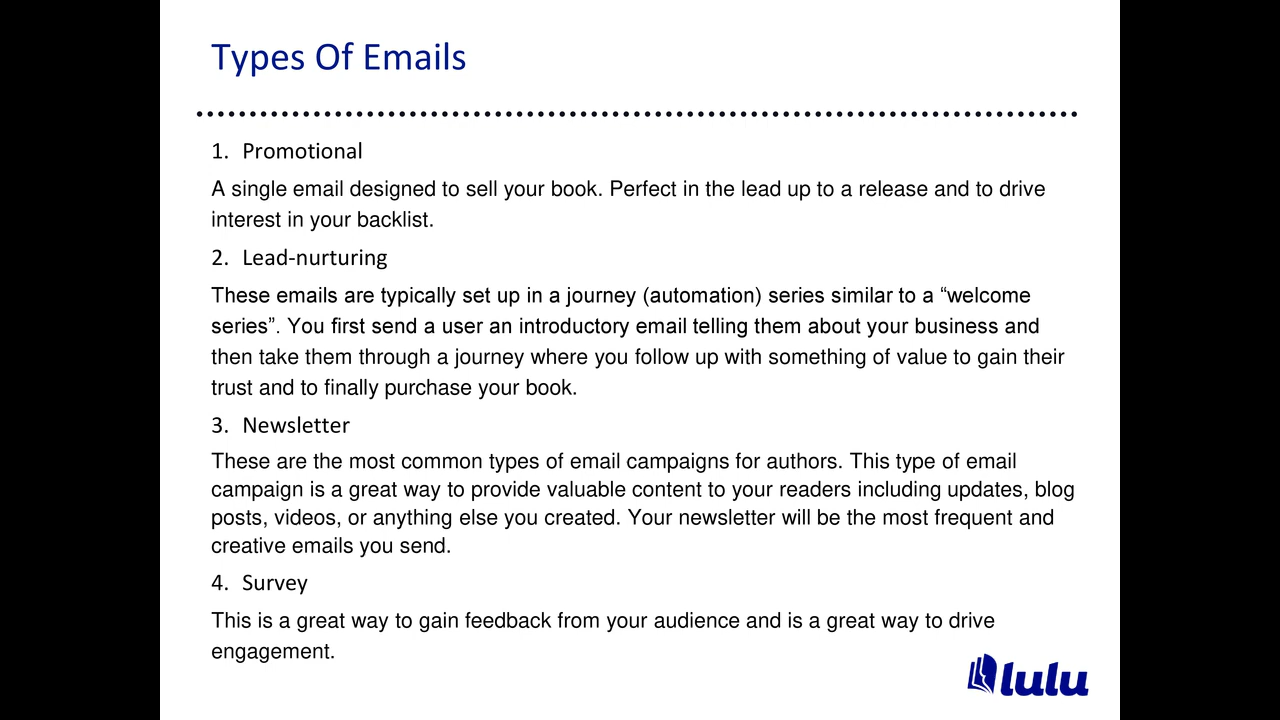 Types Of Emails
1. Promotional
A single email designed to sell your book. Perfect in the lead up to a release and to drive
interest in your backlist.
2. Lead-nurturing
These emails are typically set up in a journey (automation) series similar to a “welcome
series”. You first send a user an introductory email telling them about your business and
then take them through a journey where you follow up with something of value to gain their
trust and to finally purchase your book.
3. Newsletter
These are the most common types of email campaigns for authors. This type of email
campaign is a great way to provide valuable content to your readers including updates, blog
posts, videos, or anything else you created. Your newsletter will be the most frequent and
creative emails you send.
4. Survey
This is a great way to gain feedback from your audience and is a great way to drive
engagement.
lulu